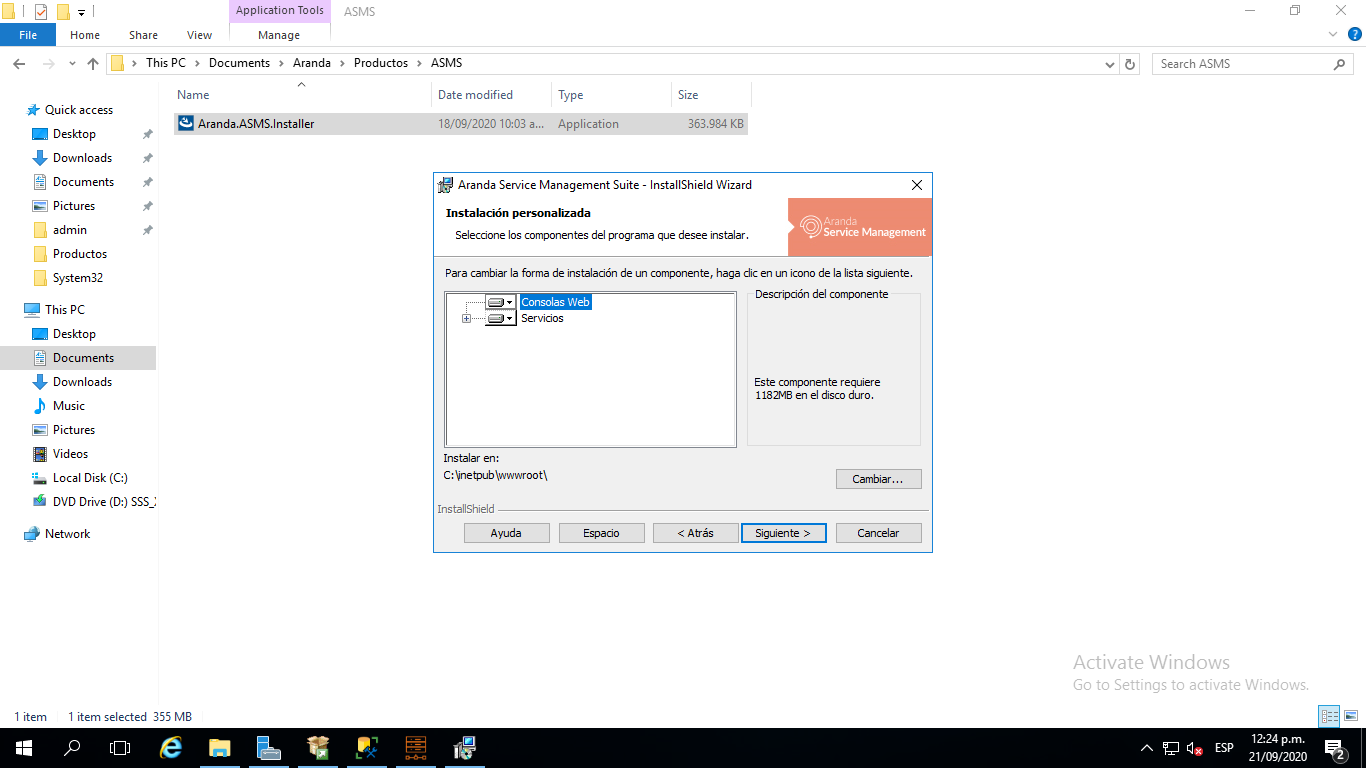 Application Tools
ASMS
File
Home
Share
View
Manage
This PC > Documents > Aranda > Productos > ASMS
Search ASMS
Name
Date modified
Type
Size
Aranda.ASMS.Installer
18/09/2020 10:03 a...
Application
363.984 KB
Quick access
Desktop
Downloads
Documents
Pictures
admin
Productos
System32
This PC
Desktop
Documents
Downloads
Music
Pictures
Videos
Local Disk (C:)
DVD Drive (D:) SSS_X
Network
Aranda Service Management Suite - InstallShield Wizard
Instalación personalizada
Seleccione los componentes del programa que desee instalar.
Aranda
Service Management
Para cambiar la forma de instalación de un componente, haga clic en un icono de la lista siguiente.
Consolas Web
Servicios
Descripción del componente
Este componente requiere
1182MB en el disco duro.
Instalar en:
C:\inetpub\wwwroot\
Cambiar...
InstallShield
Ayuda
Espacio
< Atrás
Siguiente >
Cancelar
Activate Windows
Go to Settings to activate Windows.
1 item
1 item selected 355 MB
ESP
12:24 p.m.
21/09/2020
2